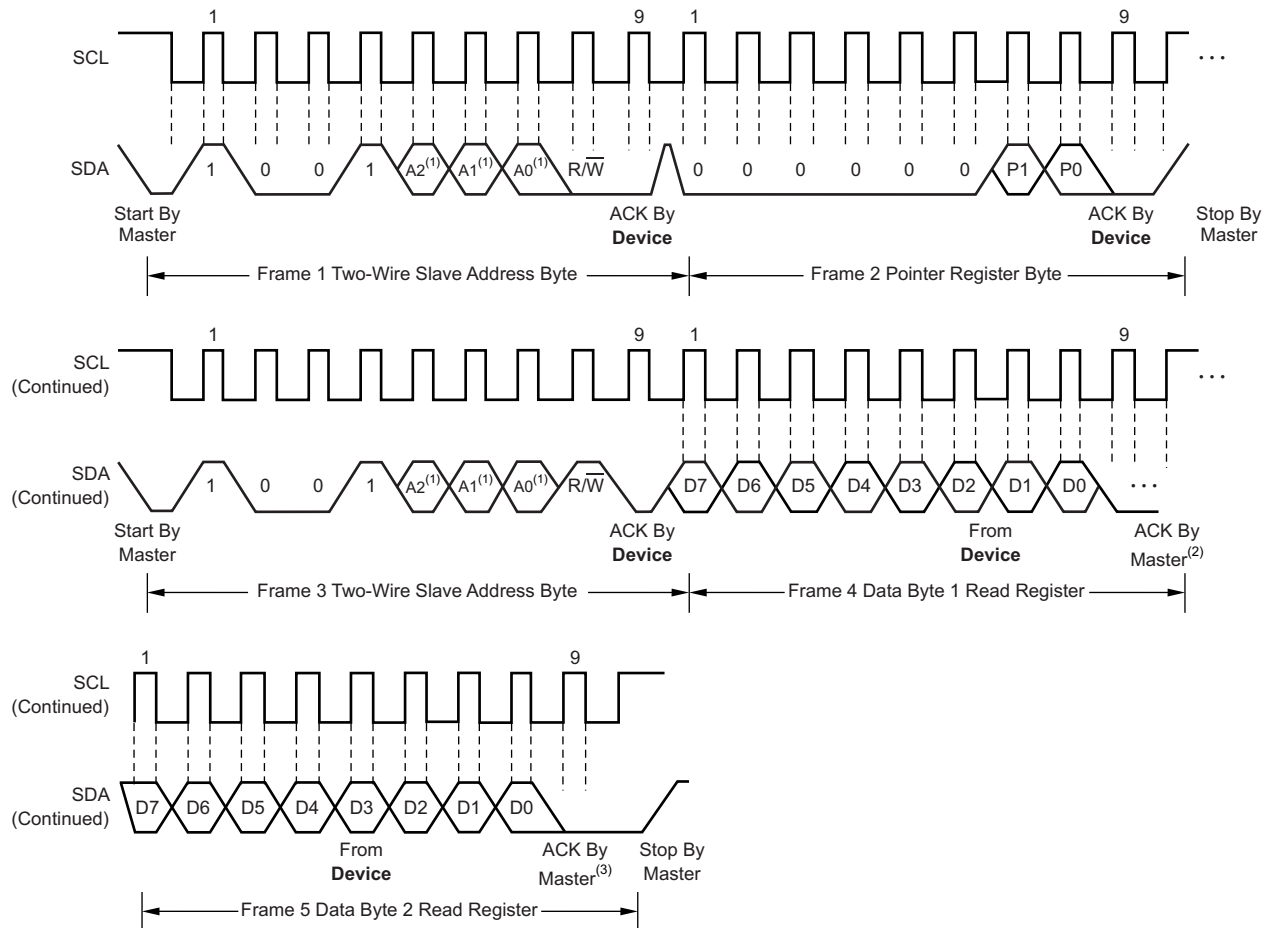 1 9 1 9
SCL ...
SDA 1 0 0 1 A2(1) A1(1) A0(1) R/W 0 0 0 0 0 0 P1 P0
Start By ACK By ACK By Stop By
Master Device Device Master
Frame 1 Two-Wire Slave Address Byte Frame 2 Pointer Register Byte
1 9 1 9
SCL
(Continued) ...
SDA
(Continued) 1 0 0 1 A2(1) A1(1) A0(1) R/W D7 D6 D5 D4 D3 D2 D1 D0 ...
Start By ACK By From ACK By
Master Device Device Master(2)
Frame 3 Two-Wire Slave Address Byte Frame 4 Data Byte 1 Read Register
1 9
SCL
(Continued)
SDA
(Continued) D7 D6 D5 D4 D3 D2 D1 D0
From ACK By Stop By
Device Master(3) Master
Frame 5 Data Byte 2 Read Register